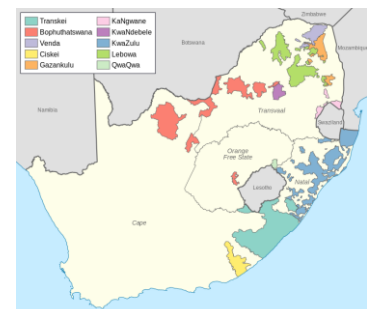 Transkei
Bophuthatswana
Venda
Ciskei
Gazankulu
KaNgwane
KwaNdebele
KwaZulu
Lebowa
QwaQwa
Zimbabwe
Botswana
Mozambique
Namibia
Transvaal
Swaziland
Orange
Free State
Natal
Lesotho
Cape